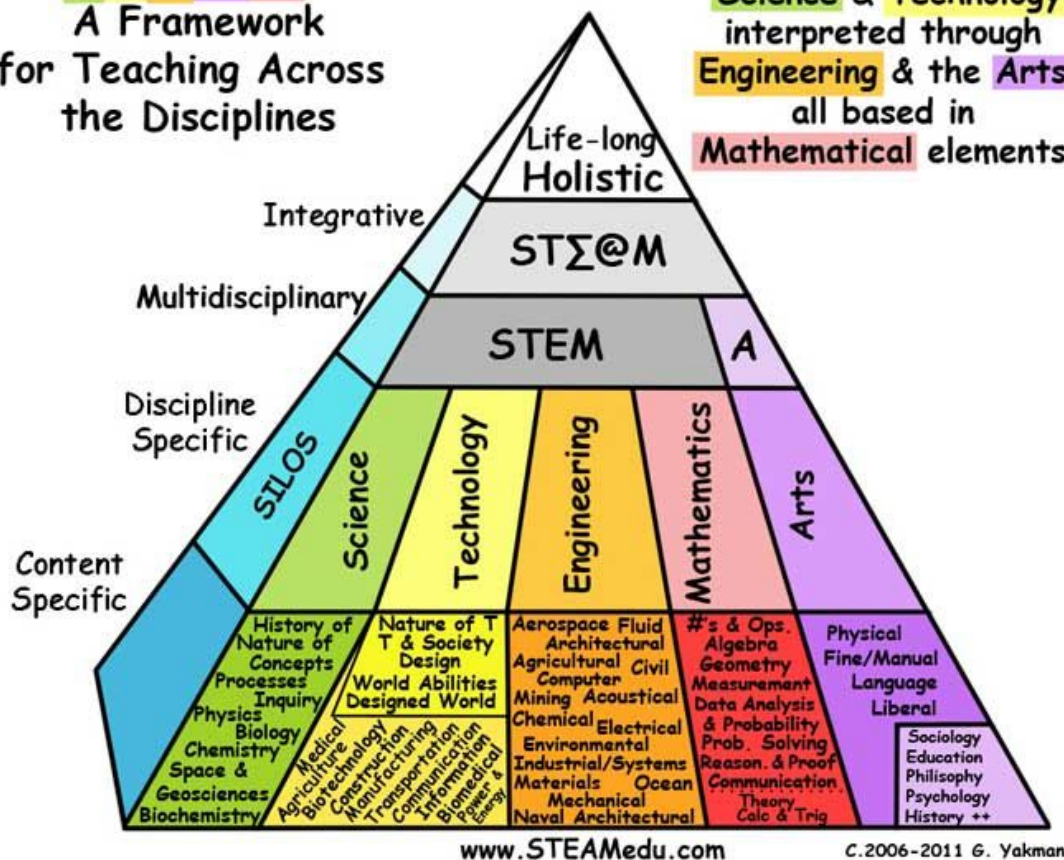 A Framework
for Teaching Across
the Disciplines
Science & Technology
interpreted through
Engineering & the Arts
all based in
Mathematical elements
Life-long
Holistic
Integrative
STΣ@M
Multidisciplinary
STEM
A
Discipline
Specific
SILOS
Science
Technology
Engineering
Mathematics
Arts
Content
Specific
History of
Nature of
Concepts
Processes
Inquiry
Physics
Biology
Chemistry
Space &
Geosciences
Biochemistry
Nature of T
T & Society
Design
World Abilities
Designed World
Medical
Agriculture
Biotechnology
Construction
Manufacturing
Transportation
Communication
Information
Biomedical
Power &
Energy
Aerospace Fluid
Architectural
Agricultural Civil
Computer
Mining Acoustical
Chemical Electrical
Environmental
Industrial/Systems
Materials Ocean
Mechanical
Naval Architectural
#'s & Ops.
Algebra
Geometry
Measurement
Data Analysis
& Probability
Prob. Solving
Reason. & Proof
Communication
Theory
Calc & Trig
Physical
Fine/Manual
Language
Liberal
Sociology
Education
Philisophy
Psychology
History ++
www.STEAMedu.com
C.2006-2011 G. Yakman